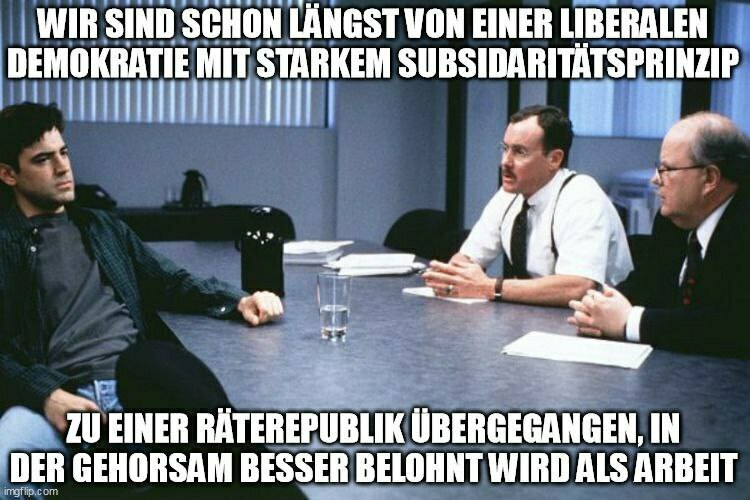 WIR SIND SCHON LÄNGST VON EINER LIBERALEN
DEMOKRATIE MIT STARKEM SUBSIDARITÄTSPRINZIP
ZU EINER RÄTEREPUBLIK ÜBERGEGANGEN, IN
DER GEHORSAM BESSER BELOHNT WIRD ALS ARBEIT
imgflip.com